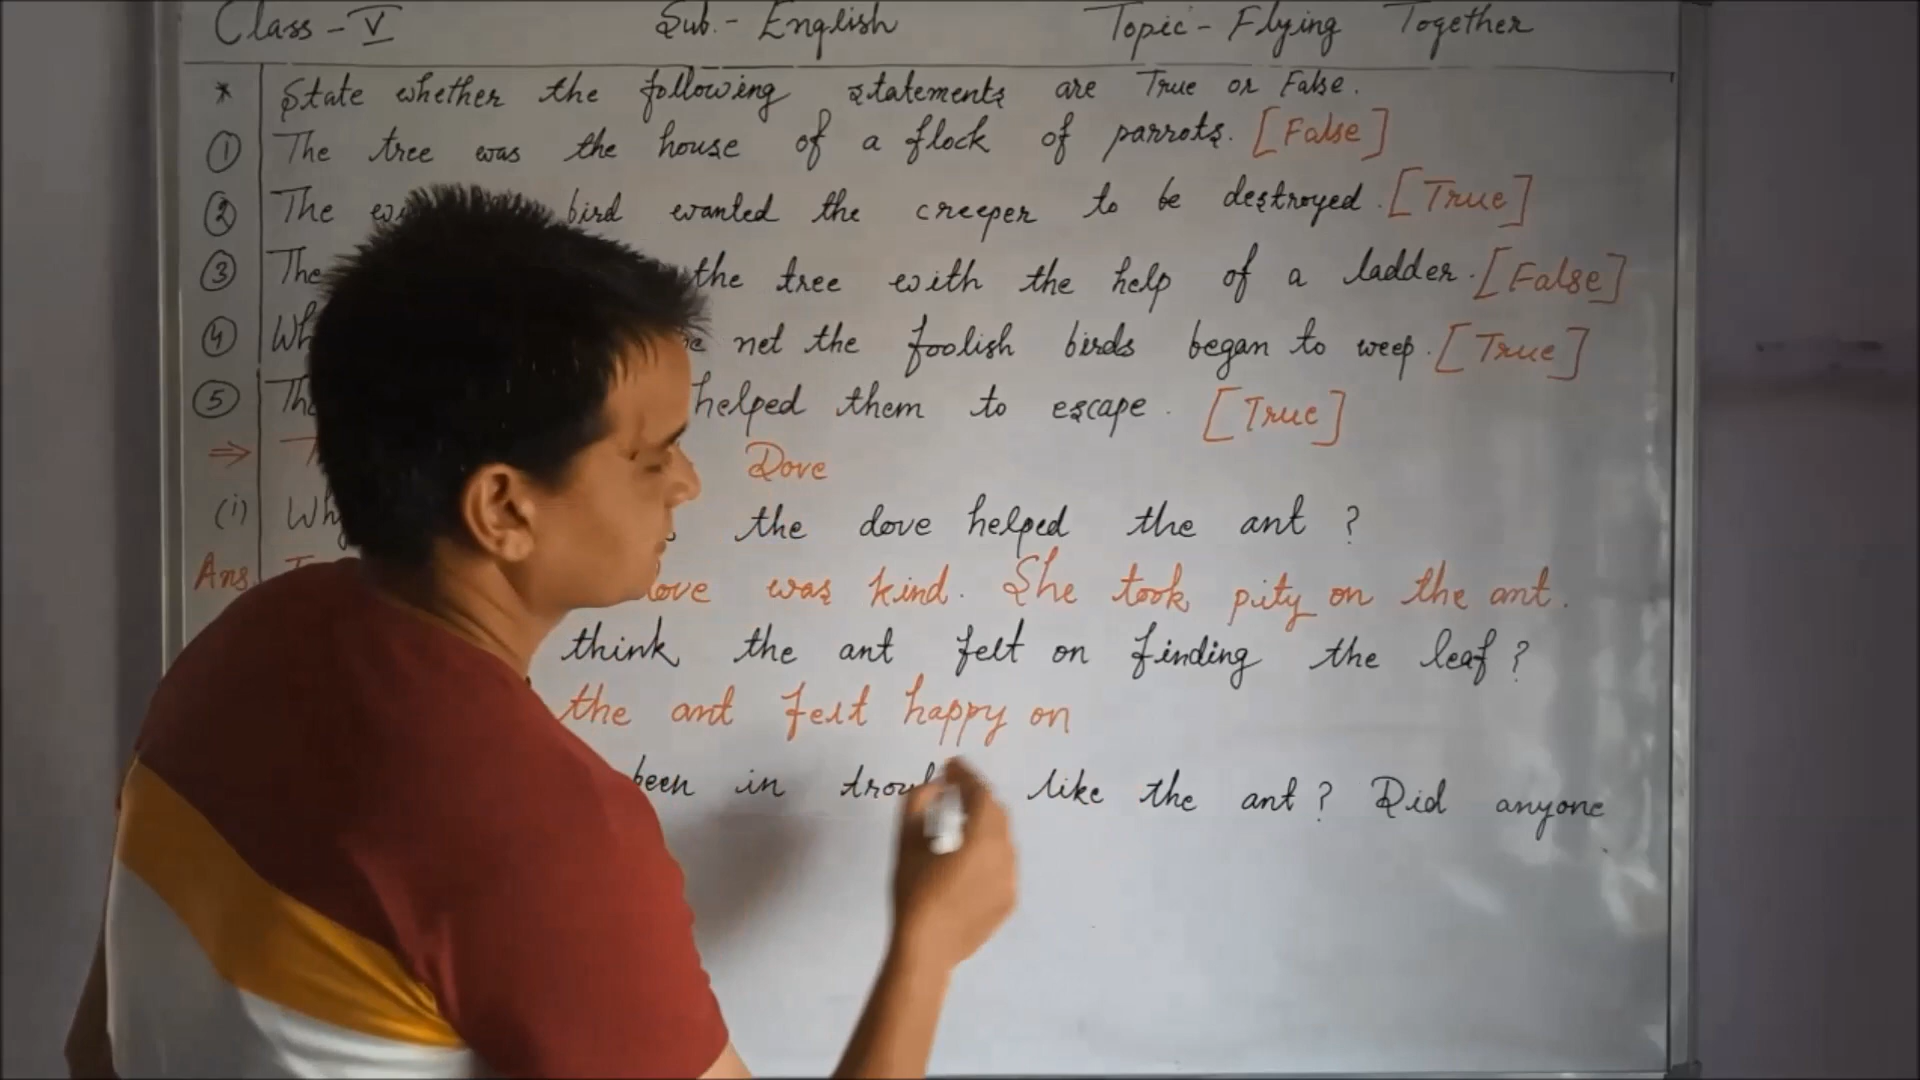 Class - V Sub. - English Topic - Flying Together
* State whether the following statements are True or False.
① The tree was the house of a flock of parrots. [False]
② The bird wanted the creeper to be destroyed. [True]
③ The the tree with the help of a ladder. [False]
④ net the foolish birds began to weep. [True]
⑤ helped them to escape. [True]
⇒ Dove
(i) the dove helped the ant ?
Ans. was kind. She took pity on the ant.
think the ant felt on finding the leaf ?
the ant felt happy on
been in like the ant ? Did anyone